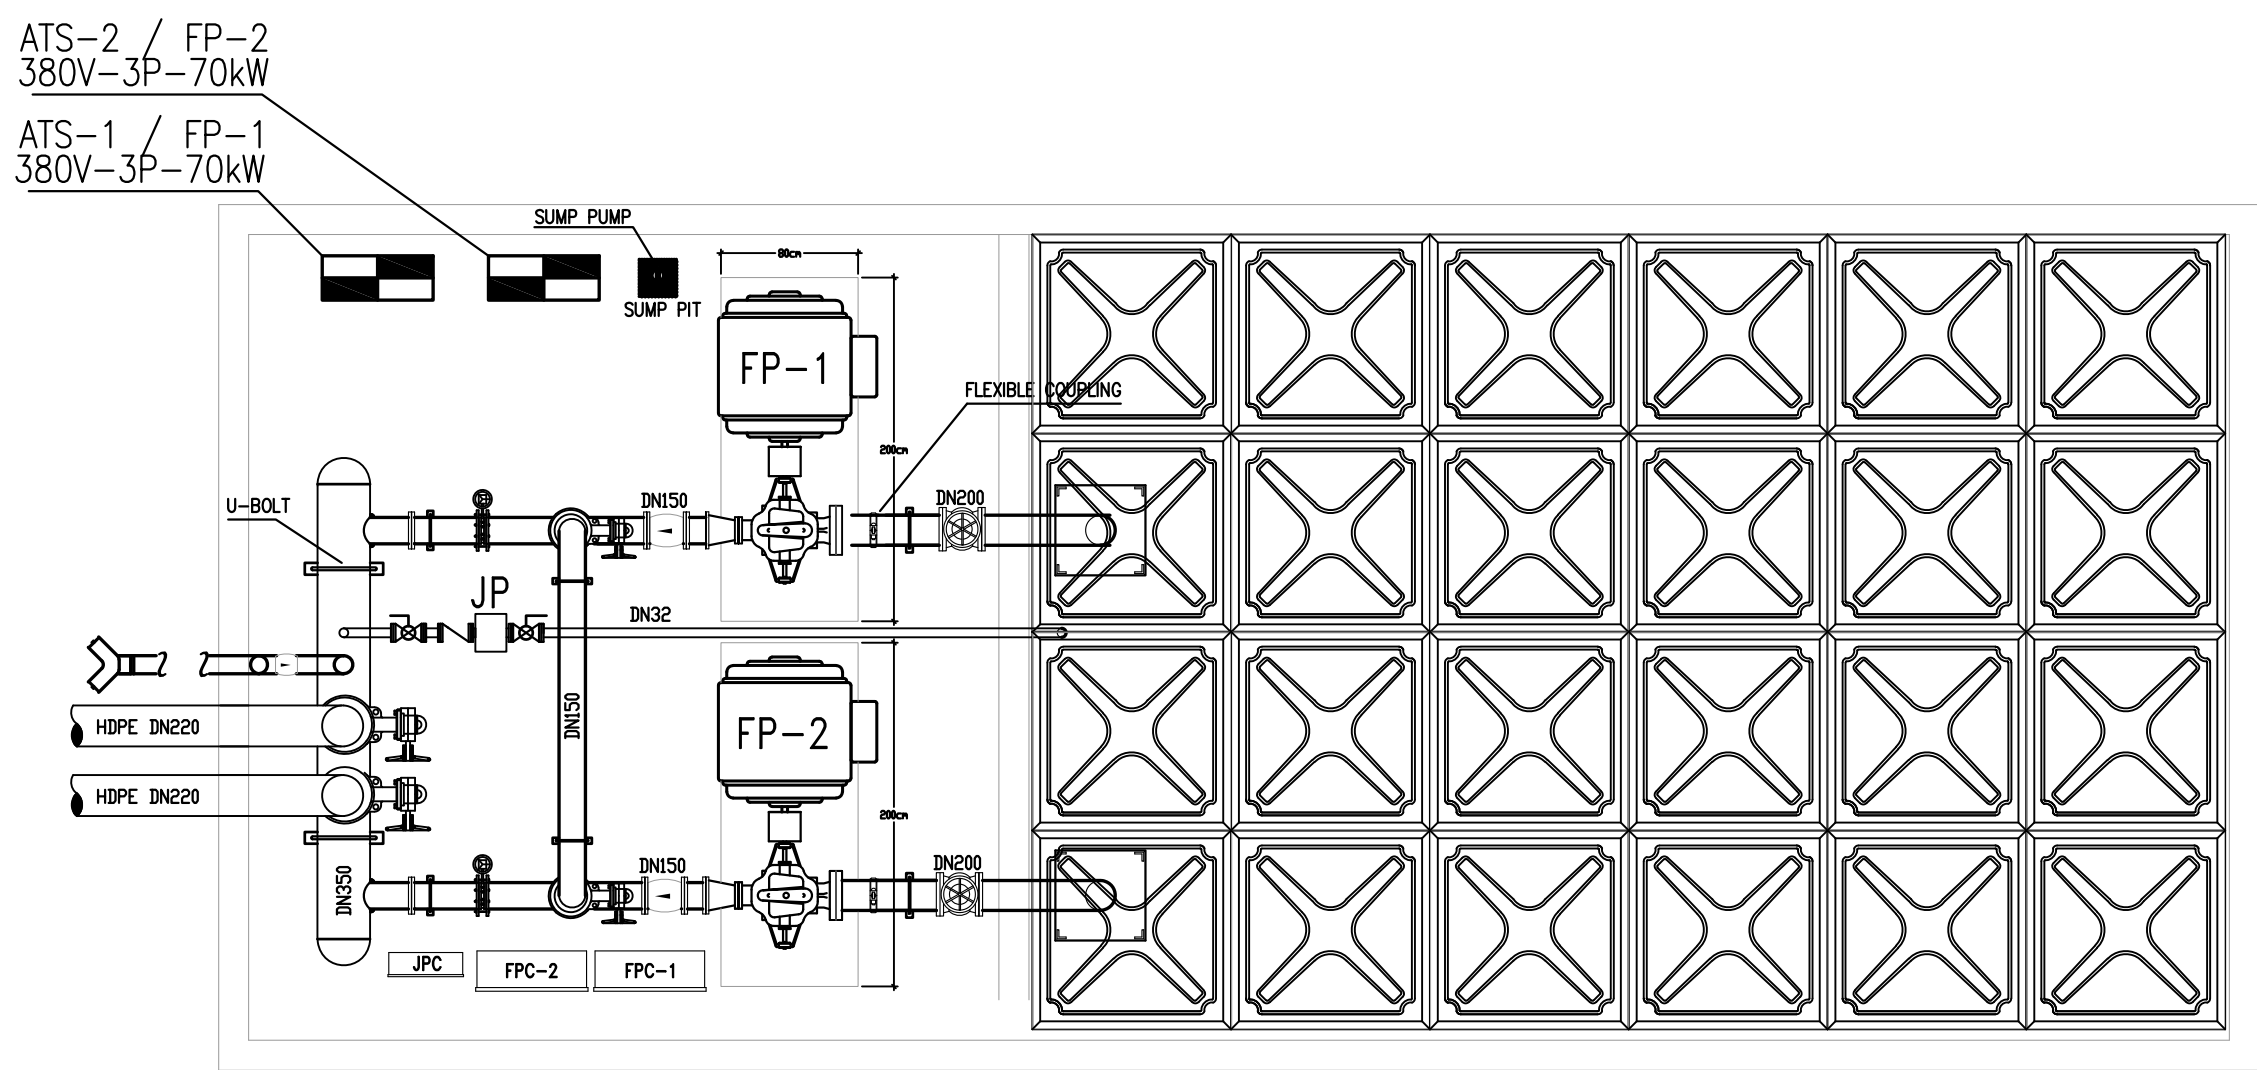 ATS-2 / FP-2
380V-3P-70kW
ATS-1 / FP-1
380V-3P-70kW
SUMP PUMP
SUMP PIT
80cm
FP-1
FLEXIBLE COUPLING
200cm
U-BOLT
DN150
DN200
JP
DN32
HDPE DN220
DN150
FP-2
HDPE DN220
200cm
DN350
DN150
DN200
JPC
FPC-2
FPC-1